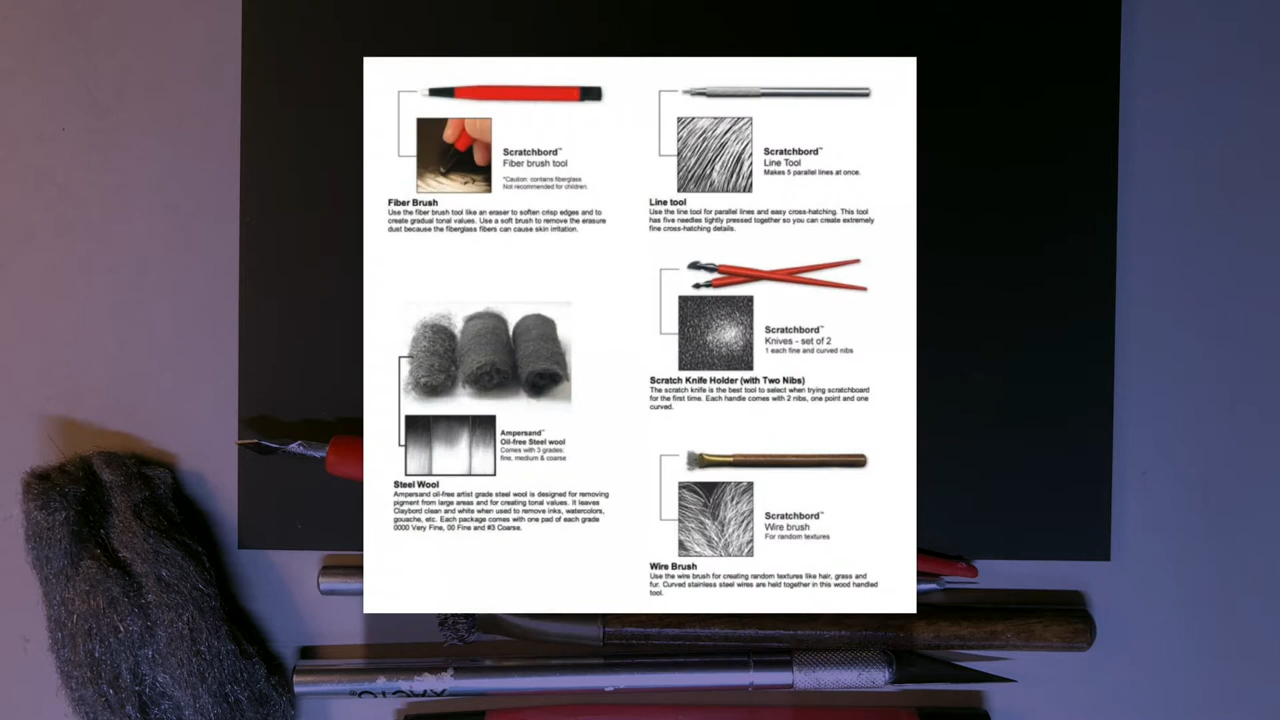 Scratchbord™
Fiber brush tool
*Caution: contains fiberglass
Not recommended for children.
Fiber Brush
Use the fiber brush tool like an eraser to soften crisp edges and to
create gradual tonal values. Use a soft brush to remove the erasure
dust because the fiberglass fibers can cause skin irritation.
Ampersand™
Oil-free Steel wool
Comes with 3 grades:
fine, medium & coarse
Steel Wool
Ampersand oil-free artist grade steel wool is designed for removing
pigment from large areas and for creating tonal values. It leaves
Claybord clean and white when used to remove inks, watercolors,
gouache, etc. Each package comes with one pad of each grade
0000 Very Fine, 00 Fine and #3 Coarse.
Scratchbord™
Line Tool
Makes 5 parallel lines at once.
Line tool
Use the line tool for parallel lines and easy cross-hatching. This tool
has five needles tightly pressed together so you can create extremely
fine cross-hatching details.
Scratchbord™
Knives - set of 2
1 each fine and curved nibs
Scratch Knife Holder (with Two Nibs)
The scratch knife is the best tool to select when trying scratchboard
for the first time. Each handle comes with 2 nibs, one point and one
curved.
Scratchbord™
Wire brush
For random textures
Wire Brush
Use the wire brush for creating random textures like hair, grass and
fur. Curved stainless steel wires are held together in this wood handled
tool.